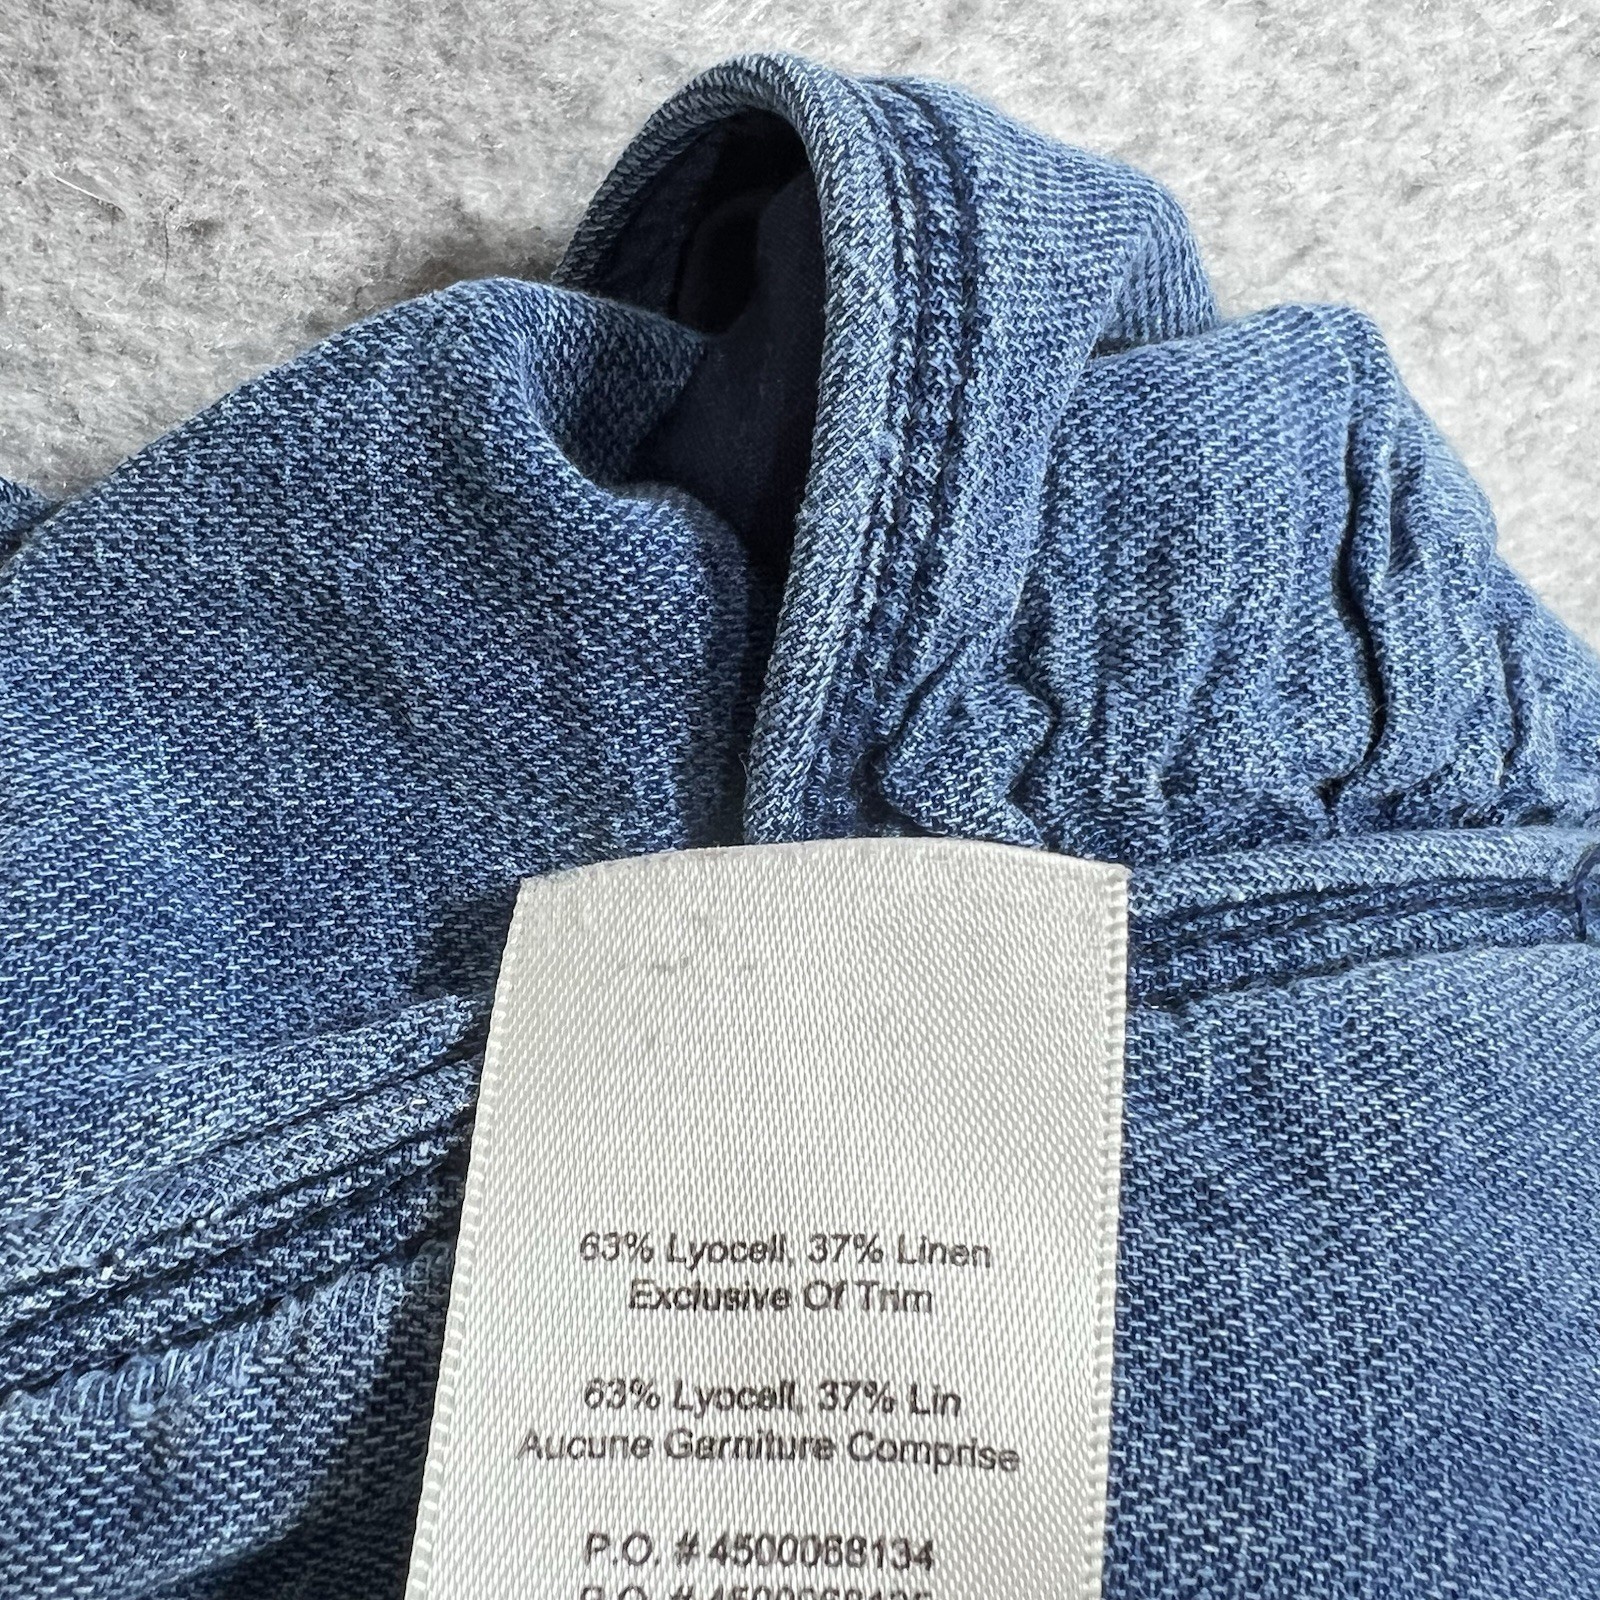 63% Lyocell, 37% Linen
Exclusive Of Trim
63% Lyocell, 37% Lin
Aucune Garniture Comprise
P.O. # 4500068134
P.O. #